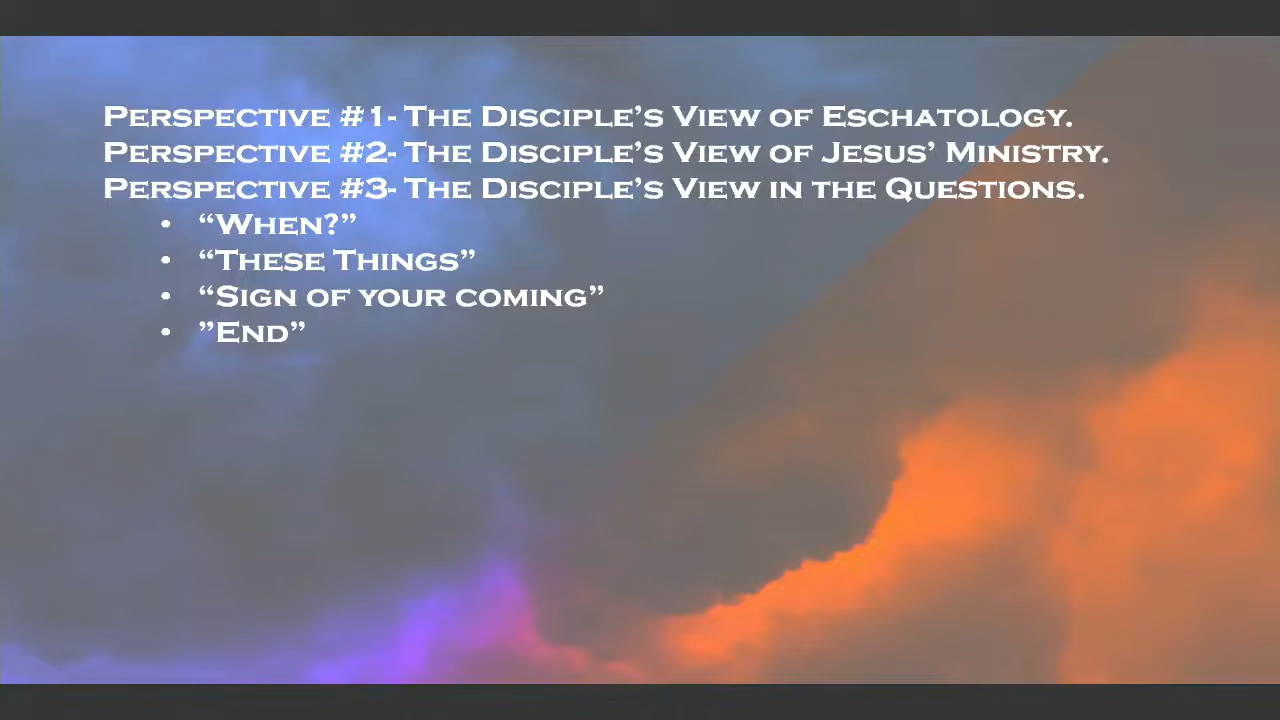 Perspective #1- The Disciple’s View of Eschatology.
Perspective #2- The Disciple’s View of Jesus’ Ministry.
Perspective #3- The Disciple’s View in the Questions.
• “When?”
• “These Things”
• “Sign of your coming”
• ”End”